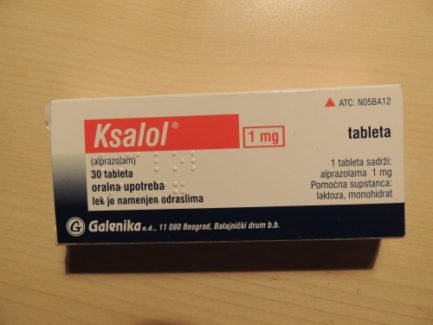 ▲ ATC: N05BA12
Ksalol®
1 mg
tableta
(alprazolam)
30 tableta
oralna upotreba
lek je namenjen odraslima
1 tableta sadrži:
alprazolama 1 mg
Pomoćna supstanca:
laktoza, monohidrat
G Galenika a.d., 11 080 Beograd, Batajnički drum b.b.